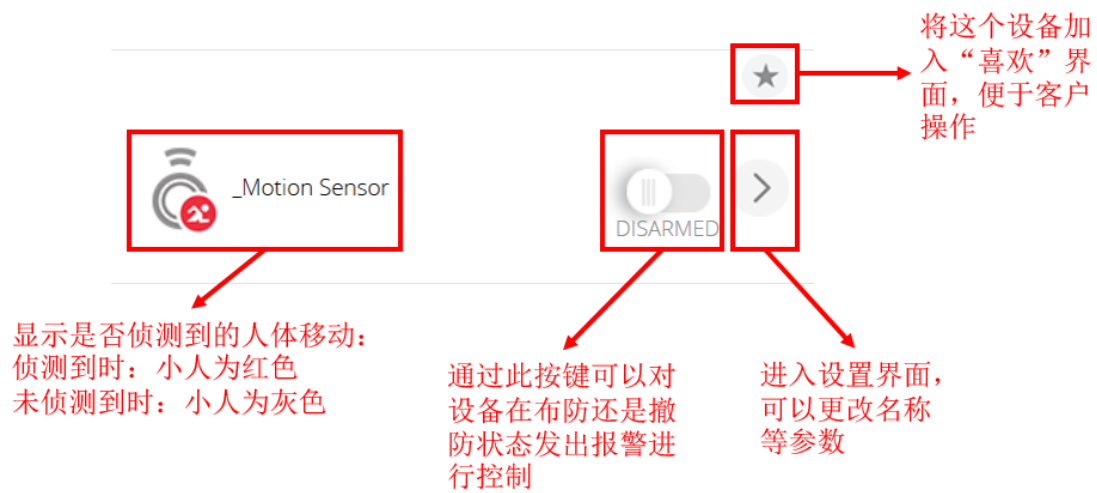 将这个设备加
入“喜欢”界
面，便于客户
操作
_Motion Sensor
DISARMED
显示是否侦测到的人体移动：
侦测到时：小人为红色
未侦测到时：小人为灰色
通过此按键可以对
设备在布防还是撤
防状态发出报警进
行控制
进入设置界面，
可以更改名称
等参数